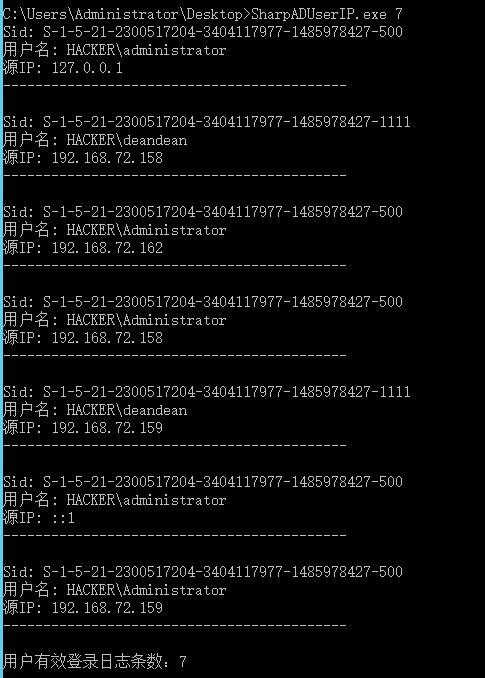 C:\Users\Administrator\Desktop>SharpADUserIP.exe 7
Sid: S-1-5-21-2300517204-3404117977-1485978427-500
用户名: HACKER\administrator
源IP: 127.0.0.1
-------------------------------------------
Sid: S-1-5-21-2300517204-3404117977-1485978427-1111
用户名: HACKER\deandean
源IP: 192.168.72.158
-------------------------------------------
Sid: S-1-5-21-2300517204-3404117977-1485978427-500
用户名: HACKER\Administrator
源IP: 192.168.72.162
-------------------------------------------
Sid: S-1-5-21-2300517204-3404117977-1485978427-500
用户名: HACKER\Administrator
源IP: 192.168.72.158
-------------------------------------------
Sid: S-1-5-21-2300517204-3404117977-1485978427-1111
用户名: HACKER\deandean
源IP: 192.168.72.159
-------------------------------------------
Sid: S-1-5-21-2300517204-3404117977-1485978427-500
用户名: HACKER\administrator
源IP: ::1
-------------------------------------------
Sid: S-1-5-21-2300517204-3404117977-1485978427-500
用户名: HACKER\Administrator
源IP: 192.168.72.159
-------------------------------------------
用户有效登录日志条数：7